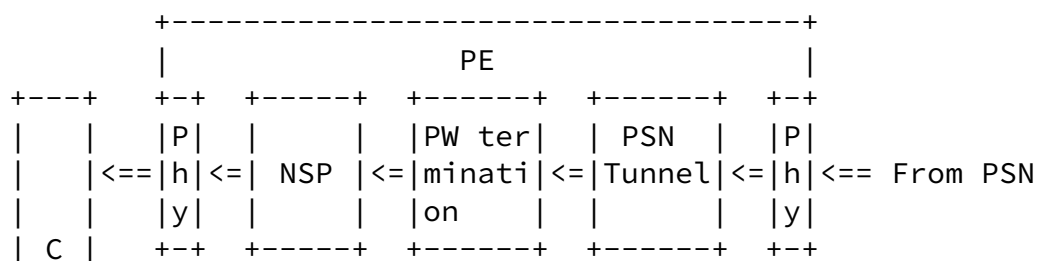 +---------------------------------+
        |               PE                |
+---+   +-+  +-----+  +------+  +------+  +-+
|   |   |P|  |     |  |PW ter|  | PSN  |  |P|
|   |<==|h|<=| NSP |<=|minati|<=|Tunnel|<=|h|<== From PSN
|   |   |y|  |     |  |on    |  |      |  |y|
| C |   +-+  +-----+  +------+  +------+  +-+